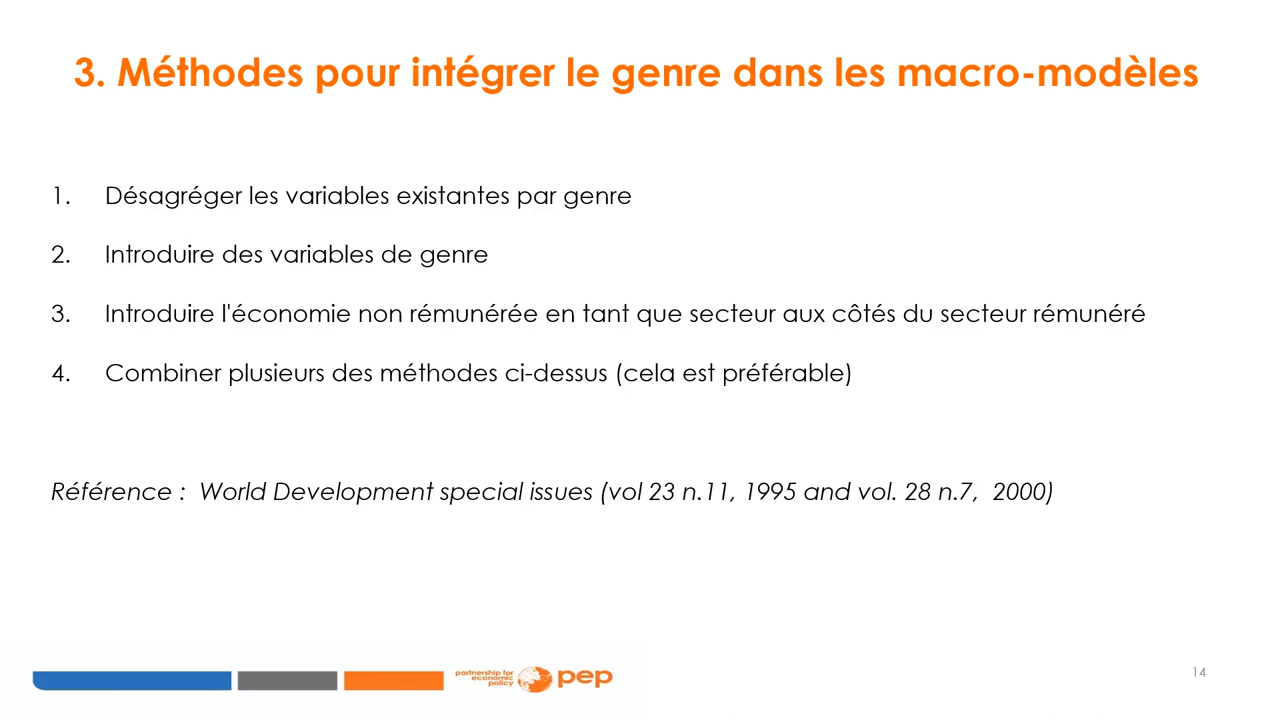 3. Méthodes pour intégrer le genre dans les macro-modèles
1. Désagréger les variables existantes par genre
2. Introduire des variables de genre
3. Introduire l'économie non rémunérée en tant que secteur aux côtés du secteur rémunéré
4. Combiner plusieurs des méthodes ci-dessus (cela est préférable)
Référence : World Development special issues (vol 23 n.11, 1995 and vol. 28 n.7, 2000)
partnership for
economic
policy
pep
14